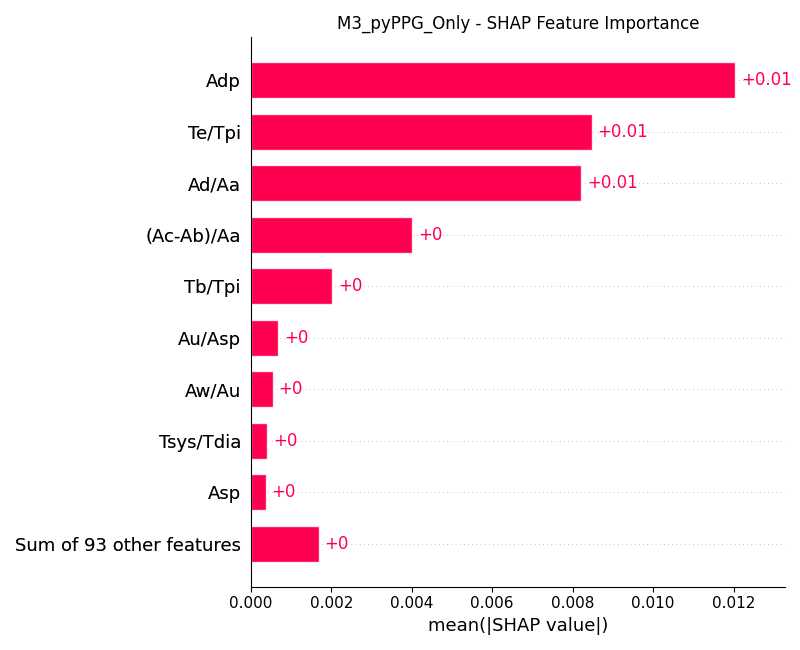 M3_pyPPG_Only - SHAP Feature Importance
Adp +0.01
Te/Tpi +0.01
Ad/Aa +0.01
(Ac-Ab)/Aa +0
Tb/Tpi +0
Au/Asp +0
Aw/Au +0
Tsys/Tdia +0
Asp +0
Sum of 93 other features +0
0.000 0.002 0.004 0.006 0.008 0.010 0.012
mean(|SHAP value|)